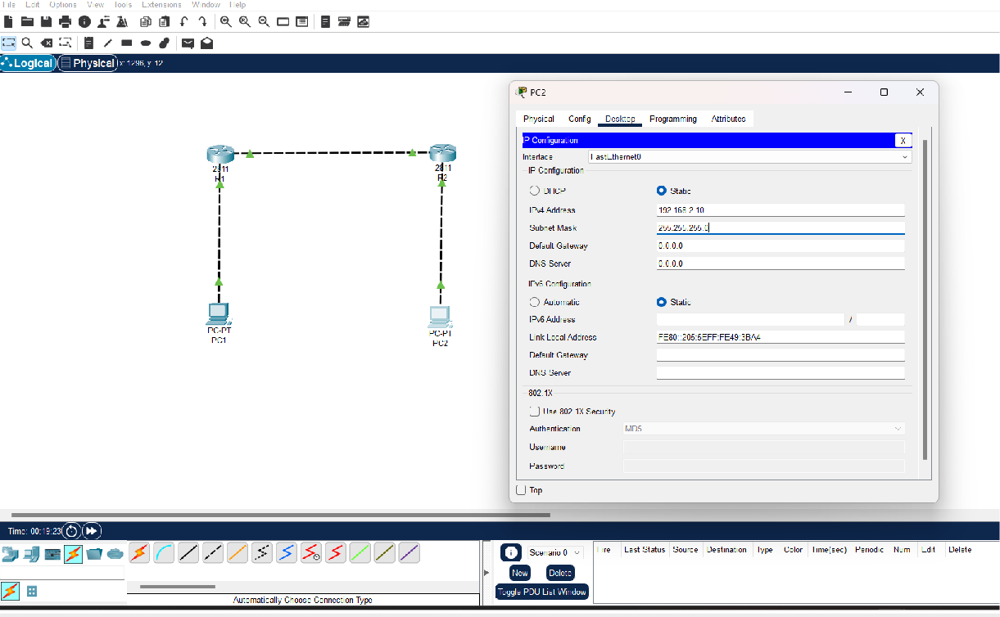 File Edit Options View Tools Extensions Window Help
Logical Physical x: 1296, y: 12
PC2
Physical Config Desktop Programming Attributes
IP Configuration X
Interface FastEthernet0
IP Configuration
DHCP Static
IPv4 Address 192.168.2.10
Subnet Mask 255.255.255.0
Default Gateway 0.0.0.0
DNS Server 0.0.0.0
IPv6 Configuration
Automatic Static
IPv6 Address /
Link Local Address FE80::205:5EFF:FE49:3BA4
Default Gateway
DNS Server
802.1X
Use 802.1X Security
Authentication MD5
Username
Password
Top
2811
R1
2811
R2
PC-PT
PC1
PC-PT
PC2
Time: 00:19:23
Scenario 0
New Delete
Toggle PDU List Window
Fire Last Status Source Destination Type Color Time(sec) Periodic Num Edit Delete
Automatically Choose Connection Type